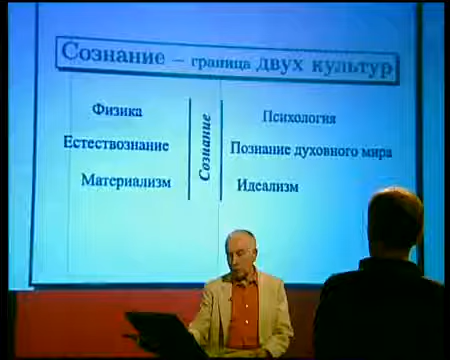 Сознание – граница двух культур
Физика
Естествознание
Материализм
Сознание
Психология
Познание духовного мира
Идеализм